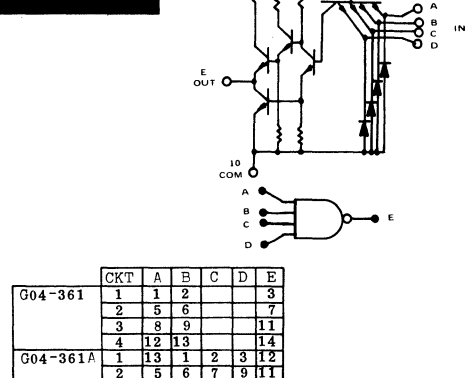 A
B
IN
C
D
E
OUT
10
COM
A
B
E
C
D
CKT A B C D E
G04-361 1 1 2 3
2 5 6 7
3 8 9 11
4 12 13 14
G04-361A 1 13 1 2 3 12
2 5 6 7 9 11